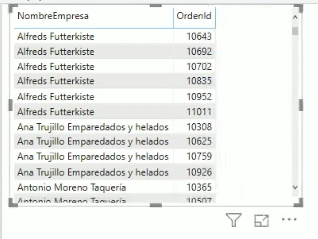 NombreEmpresa OrdenId
Alfreds Futterkiste 10643
Alfreds Futterkiste 10692
Alfreds Futterkiste 10702
Alfreds Futterkiste 10835
Alfreds Futterkiste 10952
Alfreds Futterkiste 11011
Ana Trujillo Emparedados y helados 10308
Ana Trujillo Emparedados y helados 10625
Ana Trujillo Emparedados y helados 10759
Ana Trujillo Emparedados y helados 10926
Antonio Moreno Taquería 10365
Antonio Moreno Taquería 10507